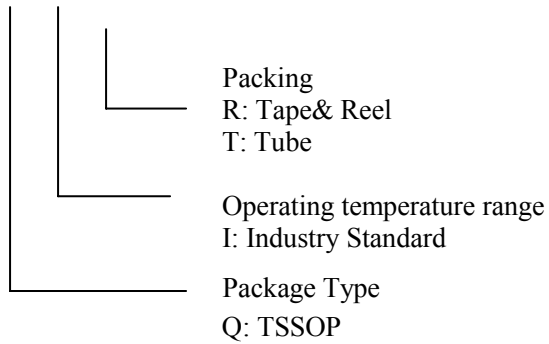 Packing
R: Tape& Reel
T: Tube
Operating temperature range
I: Industry Standard
Package Type
Q: TSSOP